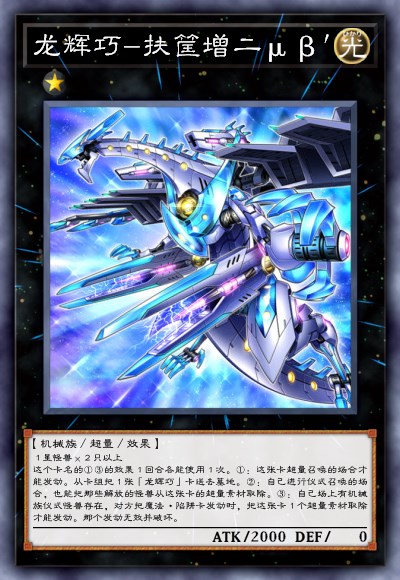 龙辉巧-扶筐増二μβ′
光
【机械族/超量/效果】
1星怪兽×2只以上
这个卡名的①③的效果1回合各能使用1次。①：这张卡超量召唤的场合才
能发动。从卡组把1张「龙辉巧」卡送去墓地。②：自己进行仪式召唤的场
合，也能把那些解放的怪兽从这张卡的超量素材取除。③：自己场上有机械
族仪式怪兽存在，对方把魔法·陷阱卡发动时，把这张卡1个超量素材取除
才能发动。那个发动无效并破坏。
ATK/2000 DEF/ 0